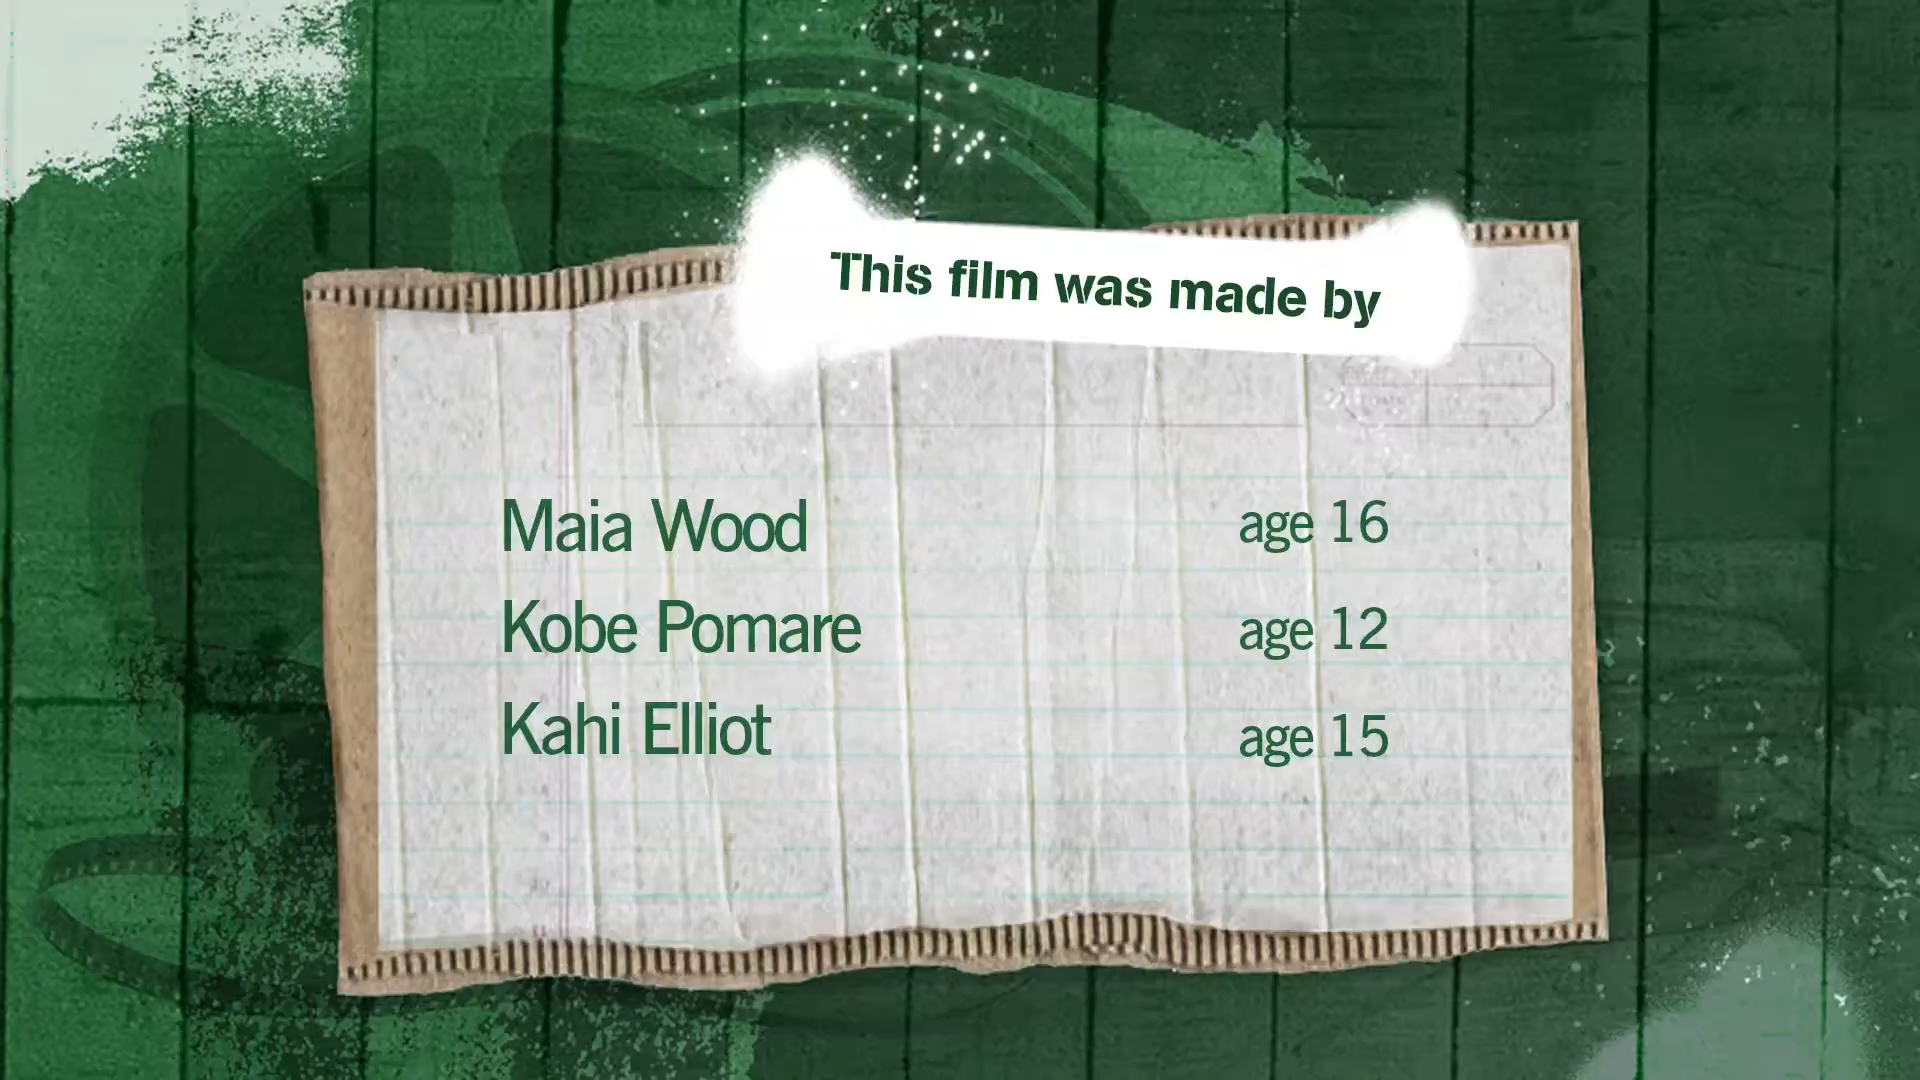 This film was made by
Maia Wood age 16
Kobe Pomare age 12
Kahi Elliot age 15